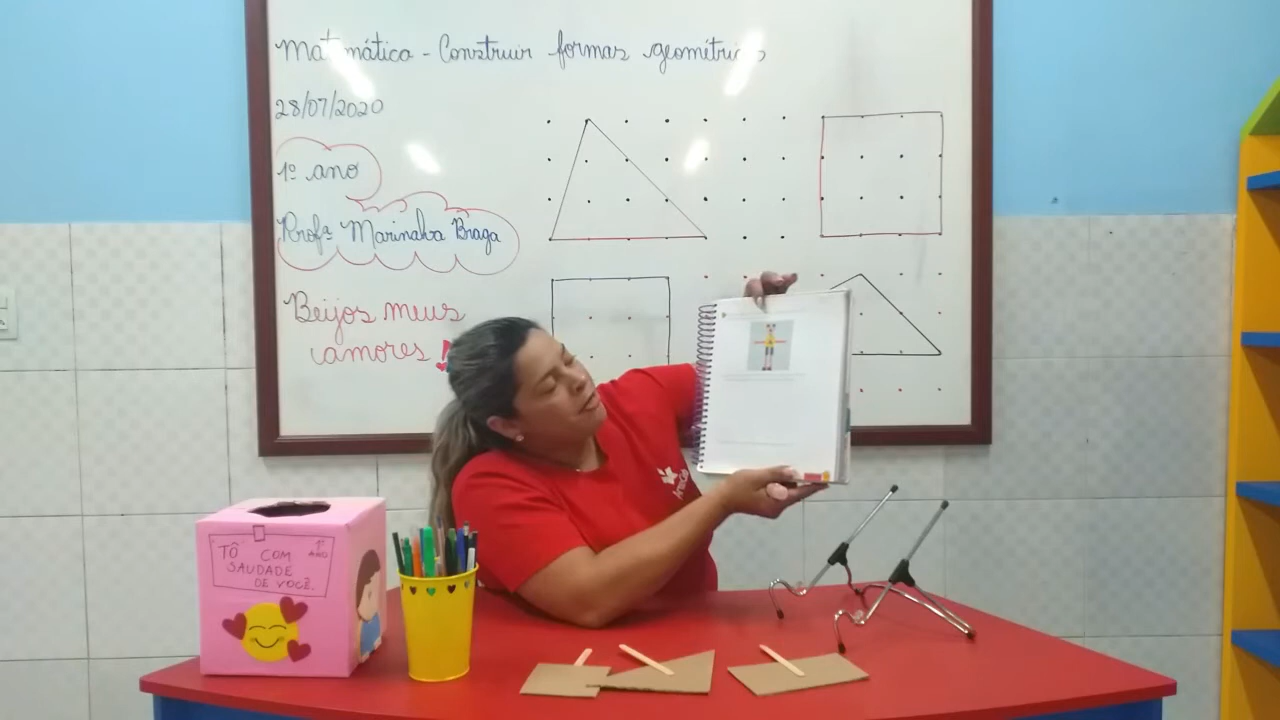 Matemática - Construir formas geométricas
28/07/2020
1º ano
Profª Marinalva Braga
Beijos meus
amores!
TÔ COM
SAUDADE
DE VOCÊ.
1º
ANO